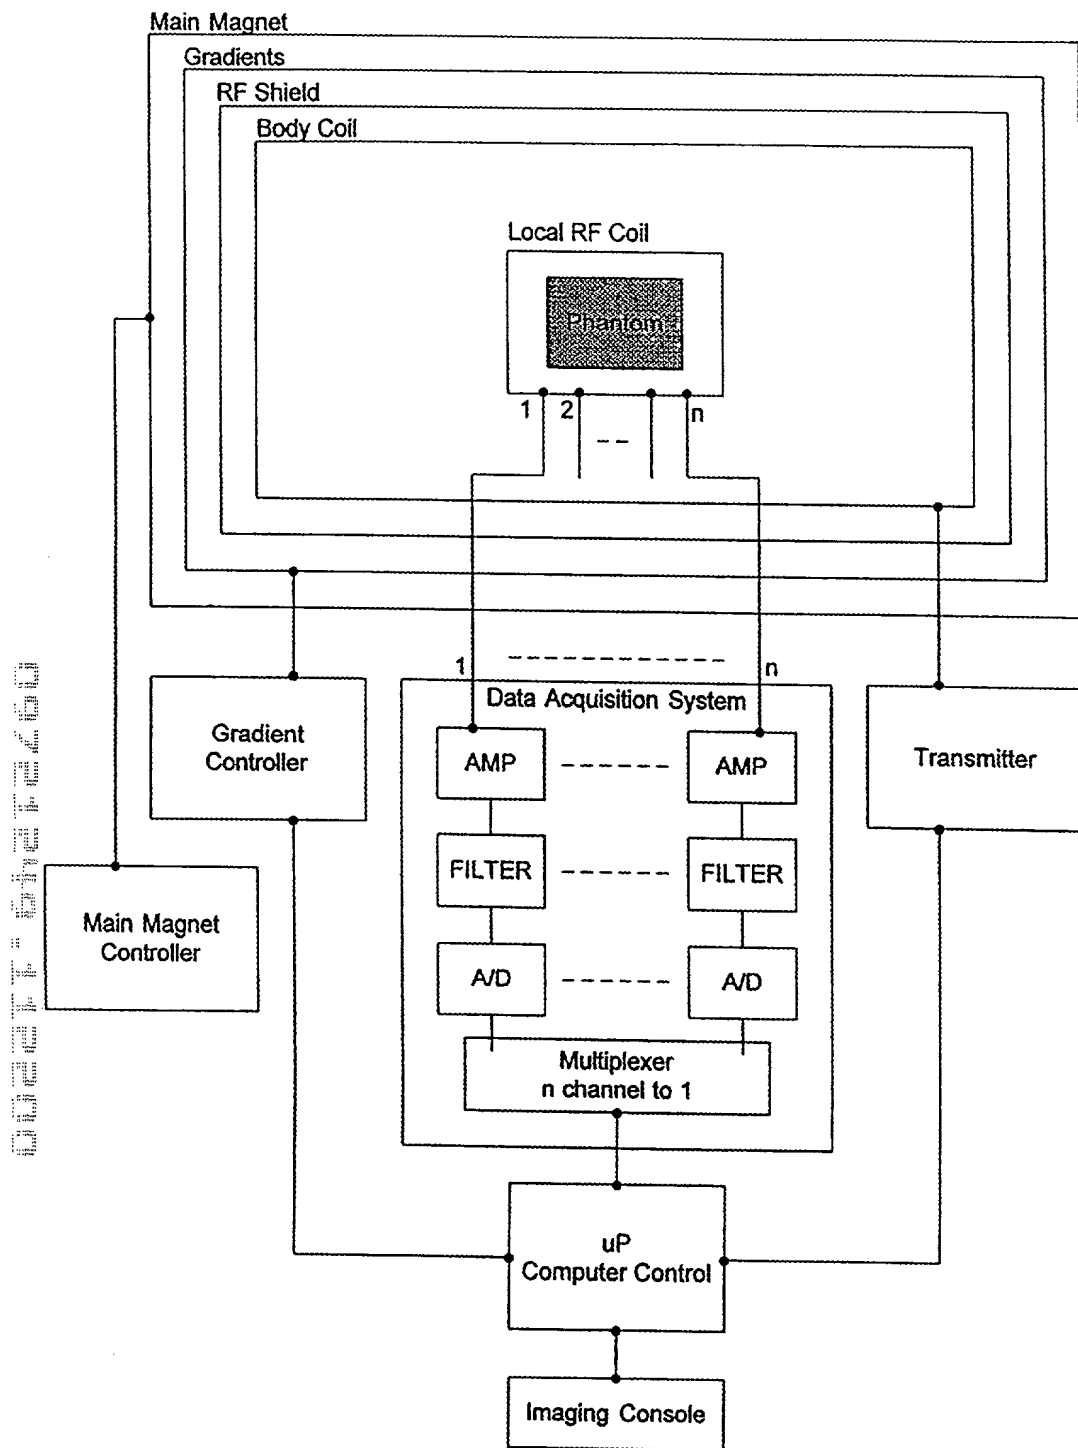 Main Magnet
Gradients
RF Shield
Body Coil
Local RF Coil
Phantom
1 2 n
1 n
Data Acquisition System
Gradient
Controller
AMP AMP
Transmitter
FILTER FILTER
Main Magnet
Controller
A/D A/D
Multiplexer
n channel to 1
uP
Computer Control
Imaging Console